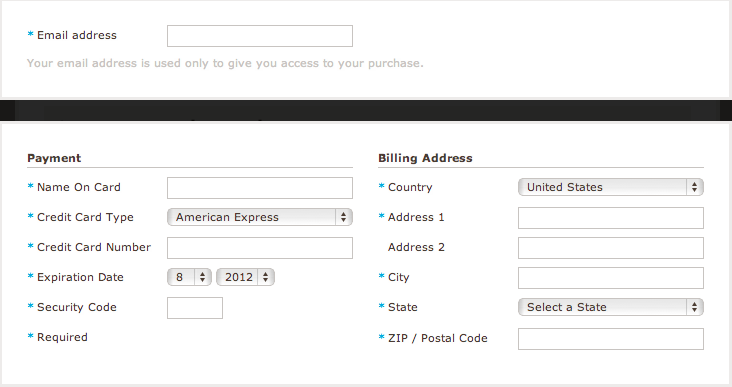 * Email address
Your email address is used only to give you access to your purchase.
Payment
* Name On Card
* Credit Card Type American Express
* Credit Card Number
* Expiration Date 8 2012
* Security Code
* Required
Billing Address
* Country United States
* Address 1
Address 2
* City
* State Select a State
* ZIP / Postal Code